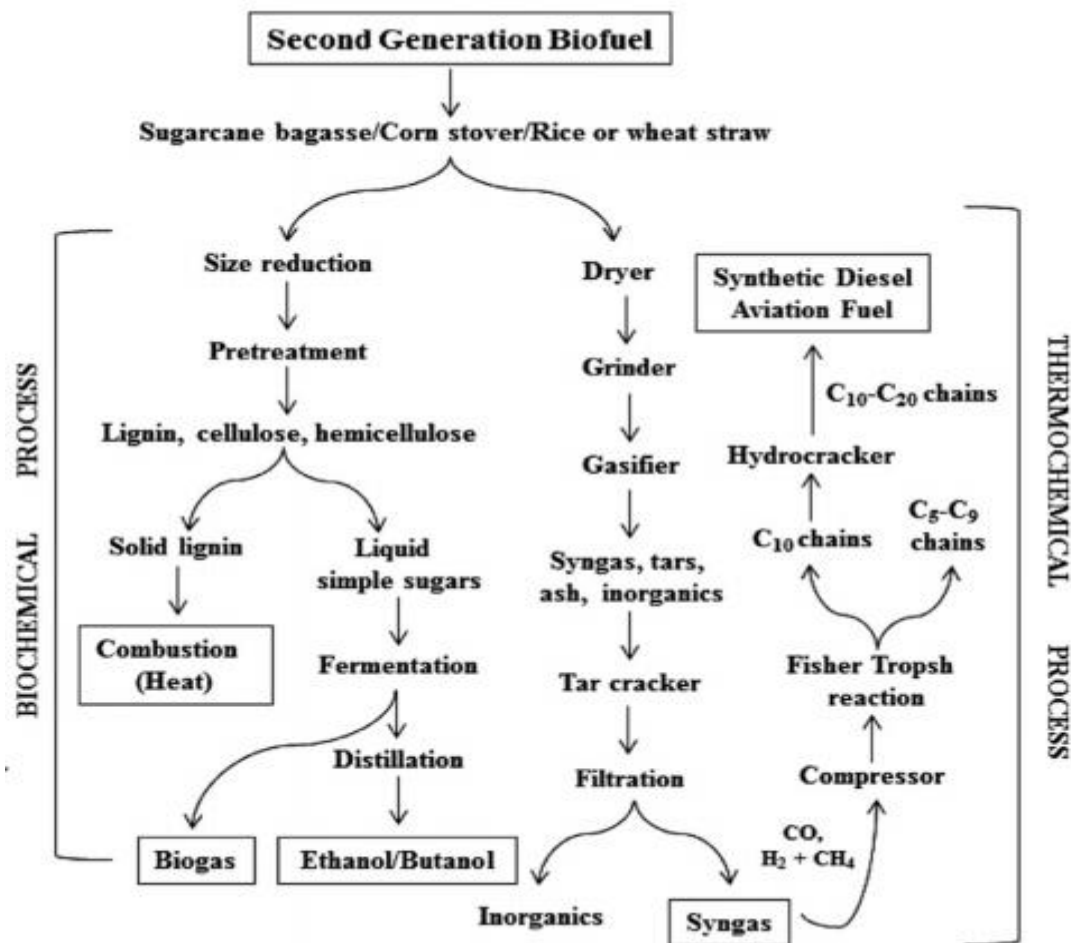 Second Generation Biofuel
Sugarcane bagasse/Corn stover/Rice or wheat straw
BIOCHEMICAL PROCESS
Size reduction
Pretreatment
Lignin, cellulose, hemicellulose
Solid lignin
Combustion
(Heat)
Liquid
simple sugars
Fermentation
Distillation
Biogas
Ethanol/Butanol
Dryer
Grinder
Gasifier
Syngas, tars,
ash, inorganics
Tar cracker
Filtration
Inorganics
Syngas
CO,
H₂ + CH₄
Compressor
Fisher Tropsh
reaction
C₁₀ chains
C₅-C₉
chains
Hydrocracker
C₁₀-C₂₀ chains
Synthetic Diesel
Aviation Fuel
THERMOCHEMICAL PROCESS